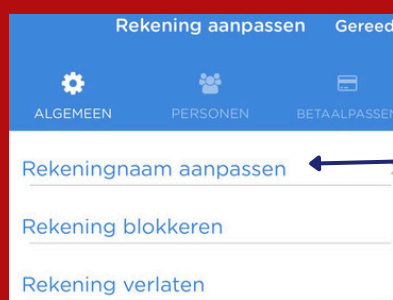 Rekening aanpassen Gereed
ALGEMEEN PERSONEN BETAALPASSEN
Rekeningnaam aanpassen
Rekening blokkeren
Rekening verlaten